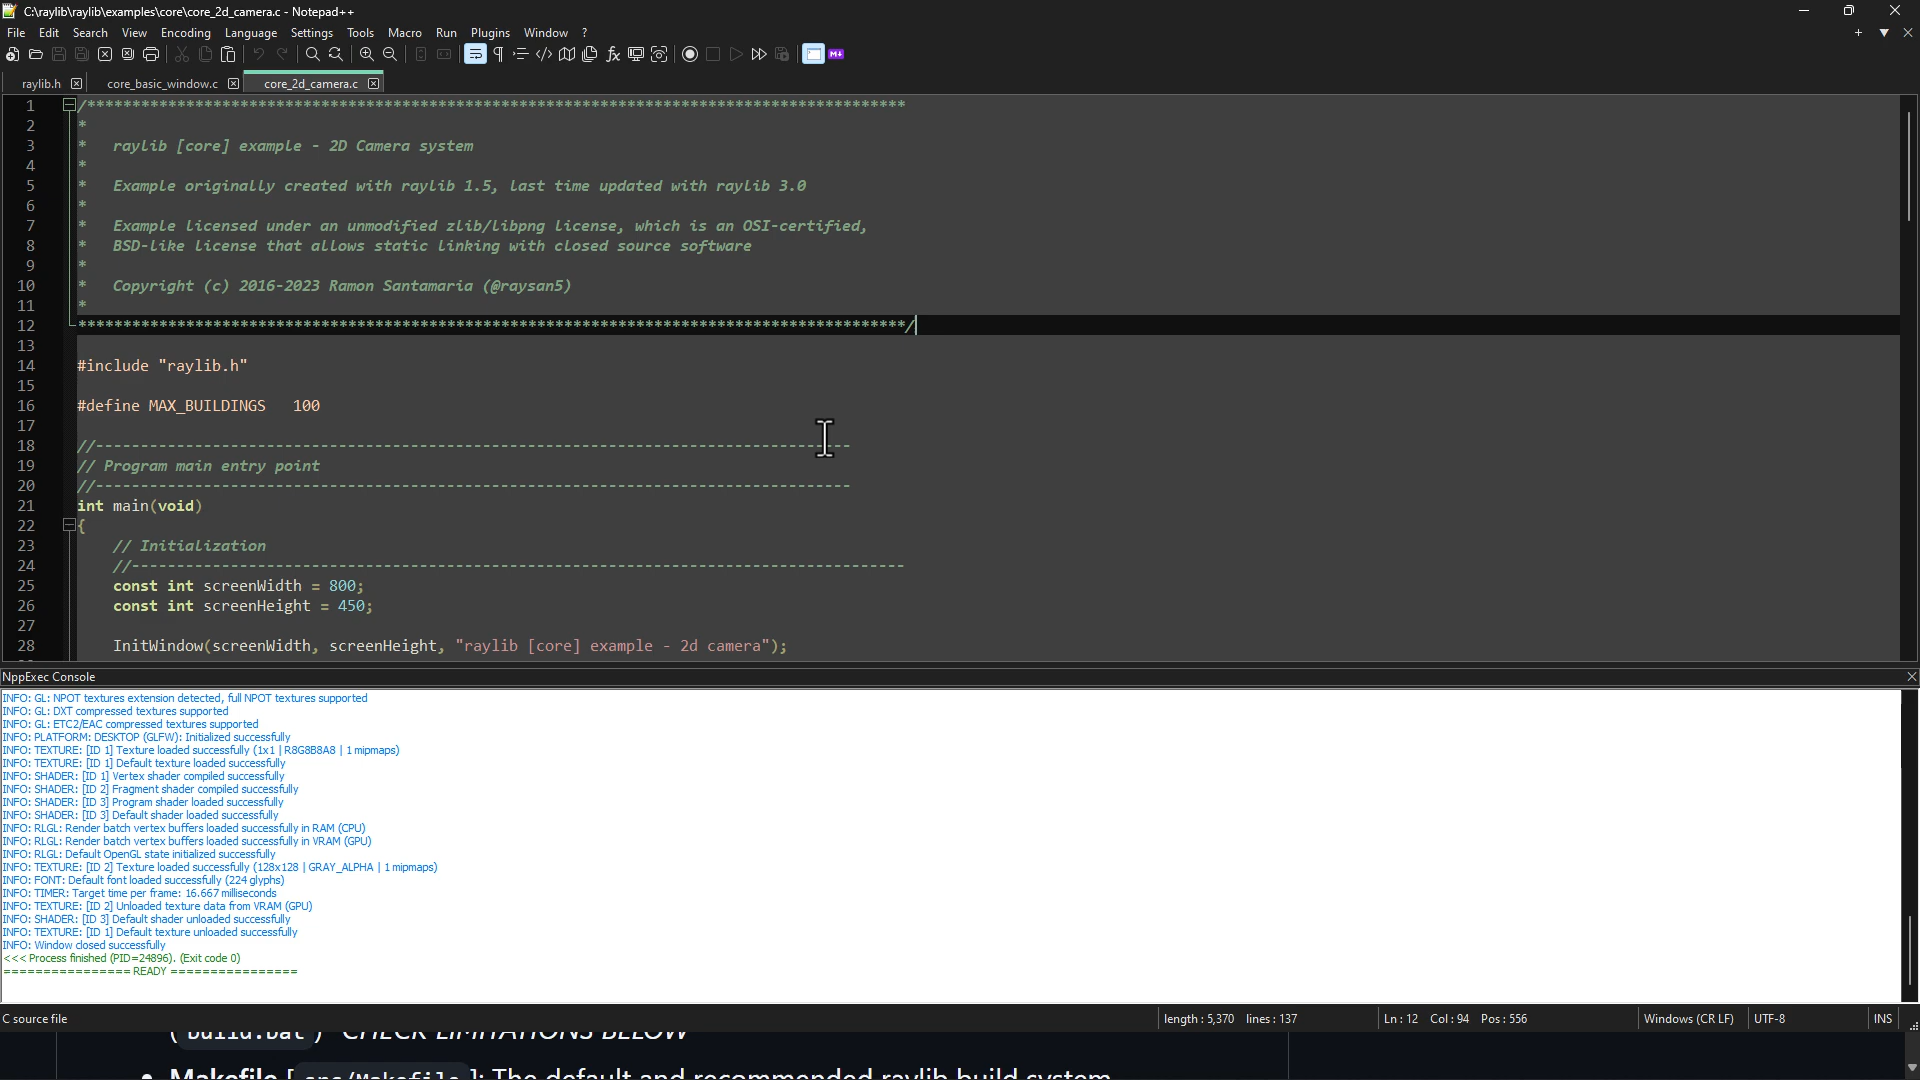 C:\raylib\raylib\examples\core\core_2d_camera.c - Notepad++
File Edit Search View Encoding Language Settings Tools Macro Run Plugins Window ?
raylib.h core_basic_window.c core_2d_camera.c
1 /*******************************************************************************************
2 *
3 *   raylib [core] example - 2D Camera system
4 *
5 *   Example originally created with raylib 1.5, last time updated with raylib 3.0
6 *
7 *   Example licensed under an unmodified zlib/libpng license, which is an OSI-certified,
8 *   BSD-like license that allows static linking with closed source software
9 *
10 *   Copyright (c) 2016-2023 Ramon Santamaria (@raysan5)
11 *
12 ********************************************************************************************/
13
14 #include "raylib.h"
15
16 #define MAX_BUILDINGS   100
17
18 //------------------------------------------------------------------------------------
19 // Program main entry point
20 //------------------------------------------------------------------------------------
21 int main(void)
22 {
23     // Initialization
24     //--------------------------------------------------------------------------------------
25     const int screenWidth = 800;
26     const int screenHeight = 450;
27
28     InitWindow(screenWidth, screenHeight, "raylib [core] example - 2d camera");
NppExec Console
INFO: GL: NPOT textures extension detected, full NPOT textures supported
INFO: GL: DXT compressed textures supported
INFO: GL: ETC2/EAC compressed textures supported
INFO: PLATFORM: DESKTOP (GLFW): Initialized successfully
INFO: TEXTURE: [ID 1] Texture loaded successfully (1x1 | R8G8B8A8 | 1 mipmaps)
INFO: TEXTURE: [ID 1] Default texture loaded successfully
INFO: SHADER: [ID 1] Vertex shader compiled successfully
INFO: SHADER: [ID 2] Fragment shader compiled successfully
INFO: SHADER: [ID 3] Program shader loaded successfully
INFO: SHADER: [ID 3] Default shader loaded successfully
INFO: RLGL: Render batch vertex buffers loaded successfully in RAM (CPU)
INFO: RLGL: Render batch vertex buffers loaded successfully in VRAM (GPU)
INFO: RLGL: Default OpenGL state initialized successfully
INFO: TEXTURE: [ID 2] Texture loaded successfully (128x128 | GRAY_ALPHA | 1 mipmaps)
INFO: FONT: Default font loaded successfully (224 glyphs)
INFO: TIMER: Target time per frame: 16.667 milliseconds
INFO: TEXTURE: [ID 2] Unloaded texture data from VRAM (GPU)
INFO: SHADER: [ID 3] Default shader unloaded successfully
INFO: TEXTURE: [ID 1] Default texture unloaded successfully
INFO: Window closed successfully
<<< Process finished (PID=24896). (Exit code 0)
================ READY ================
C source file length : 5,370 lines : 137 Ln : 12 Col : 94 Pos : 556 Windows (CR LF) UTF-8 INS
(build.bat) CHECK LIMITATIONS BELOW
• Makefile [src/Makefile]: The default and recommended raylib build system